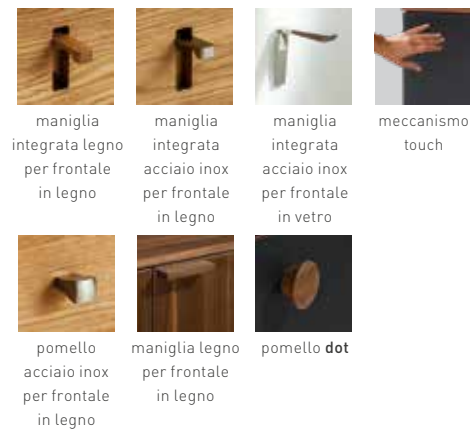 maniglia
integrata legno
per frontale
in legno
maniglia
integrata
acciaio inox
per frontale
in legno
maniglia
integrata
acciaio inox
per frontale
in vetro
meccanismo
touch
pomello
acciaio inox
per frontale
in legno
maniglia legno
per frontale
in legno
pomello dot